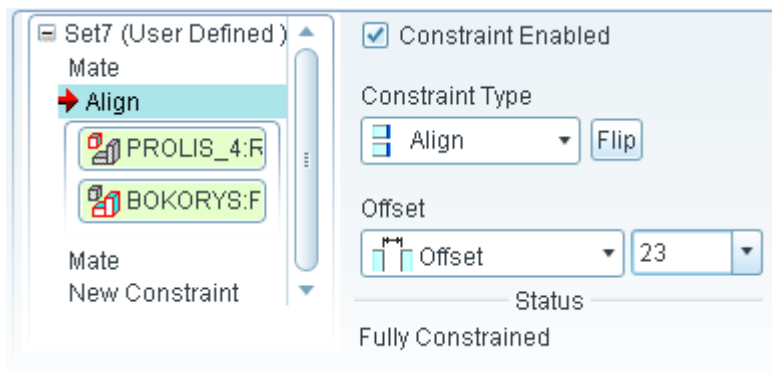 Set7 (User Defined )
Mate
Align
PROLIS_4:R
BOKORYS:F
Mate
New Constraint
Constraint Enabled
Constraint Type
Align
Flip
Offset
Offset
23
Status
Fully Constrained